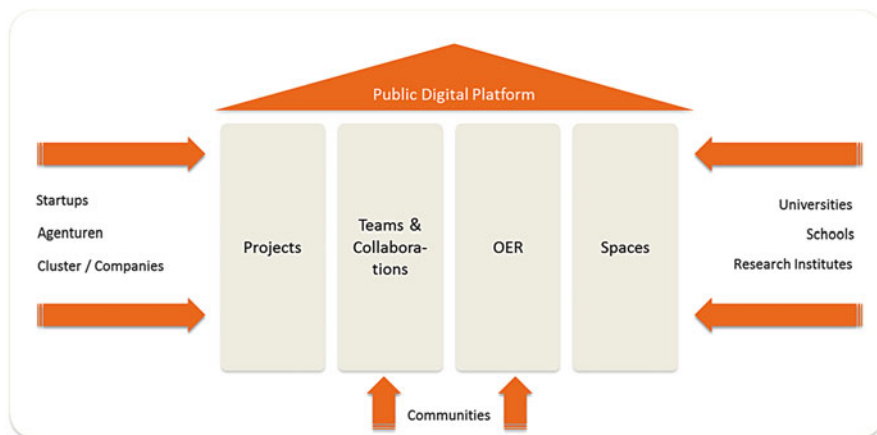 Public Digital Platform
Startups
Agenturen
Cluster / Companies
Projects
Teams &
Collabora-
tions
OER
Spaces
Universities
Schools
Research Institutes
Communities